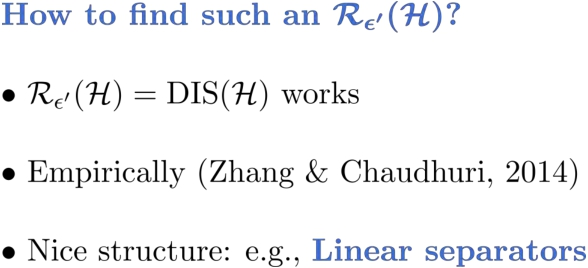 How to find such an $\mathcal{R}_{\epsilon'}(\mathcal{H})$?
• $\mathcal{R}_{\epsilon'}(\mathcal{H}) = \mathrm{DIS}(\mathcal{H})$ works
• Empirically (Zhang & Chaudhuri, 2014)
• Nice structure: e.g., Linear separators